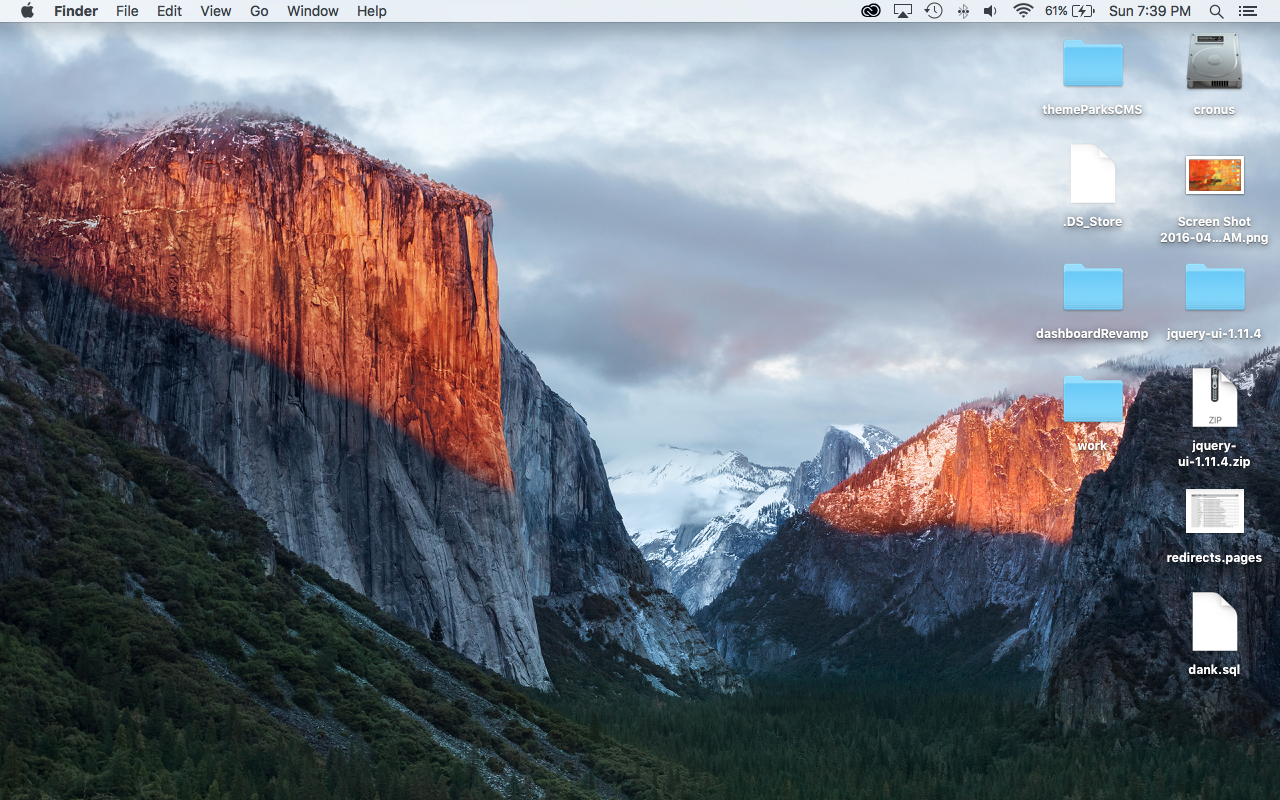 Finder File Edit View Go Window Help 61% Sun 7:39 PM
themeParksCMS
cronus
.DS_Store
Screen Shot
2016-04...AM.png
dashboardRevamp
jquery-ui-1.11.4
work
ZIP
jquery-
ui-1.11.4.zip
redirects.pages
dank.sql